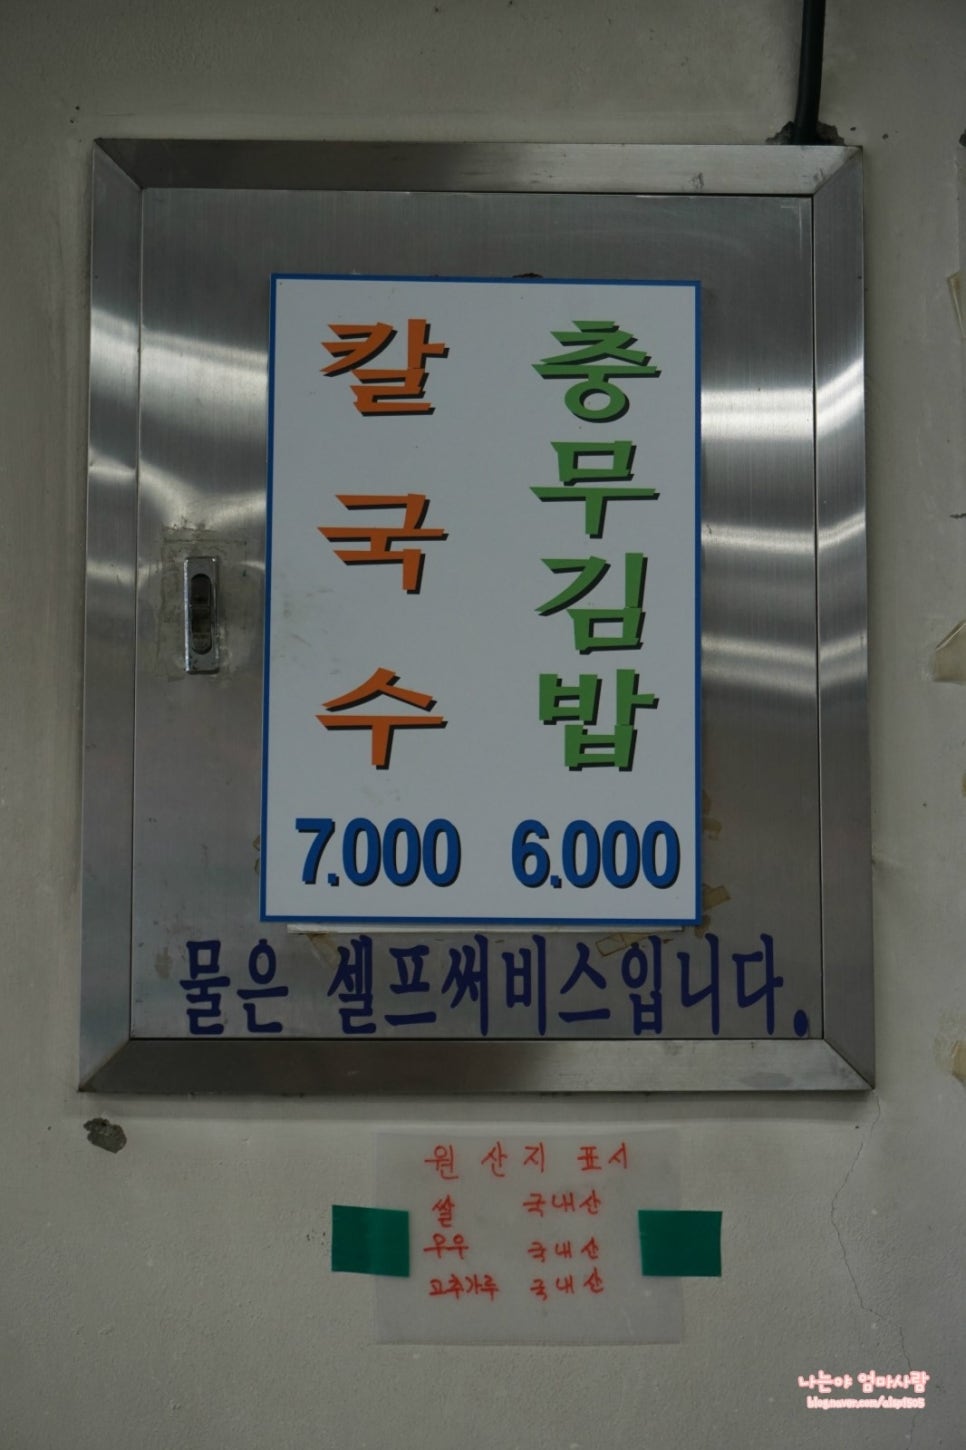 칼국수
7.000
충무김밥
6.000
물은 셀프써비스입니다.
원산지 표시
쌀 국내산
무우 국내산
고추가루 국내산
나는야 엄마사람